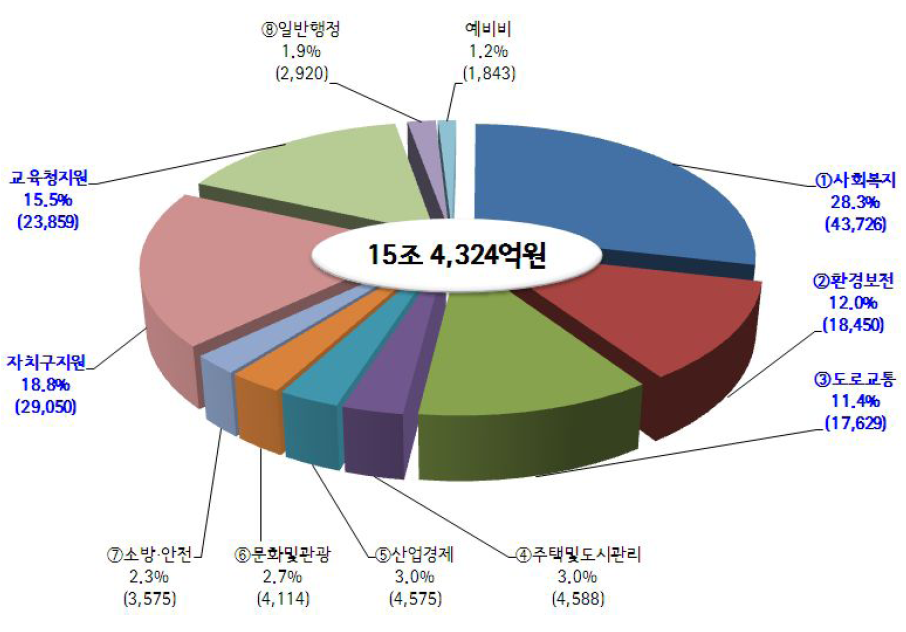 ⑧일반행정
1.9%
(2,920)
예비비
1.2%
(1,843)
①사회복지
28.3%
(43,726)
②환경보전
12.0%
(18,450)
③도로교통
11.4%
(17,629)
④주택및도시관리
3.0%
(4,588)
⑤산업경제
3.0%
(4,575)
⑥문화및관광
2.7%
(4,114)
⑦소방·안전
2.3%
(3,575)
자치구지원
18.8%
(29,050)
교육청지원
15.5%
(23,859)
15조 4,324억원